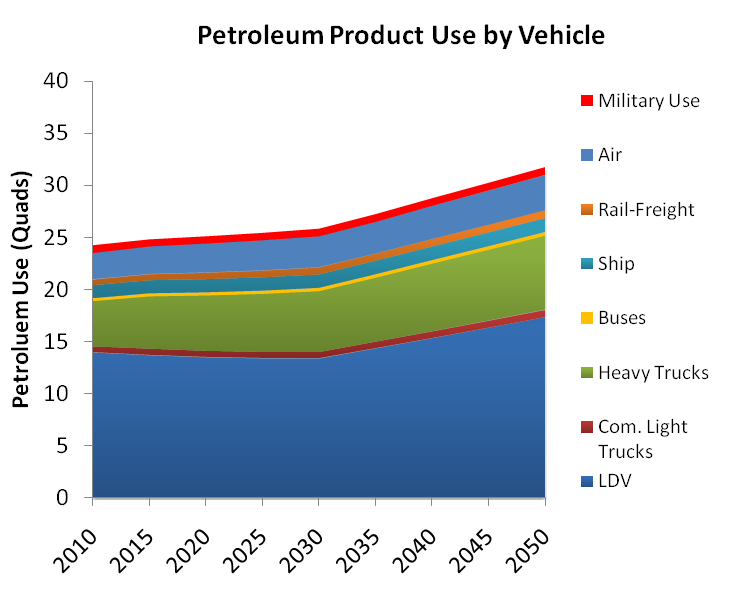 Petroleum Product Use by Vehicle
Petroluem Use (Quads)
40
35
30
25
20
15
10
5
0
2010
2015
2020
2025
2030
2035
2040
2045
2050
Military Use
Air
Rail-Freight
Ship
Buses
Heavy Trucks
Com. Light
Trucks
LDV